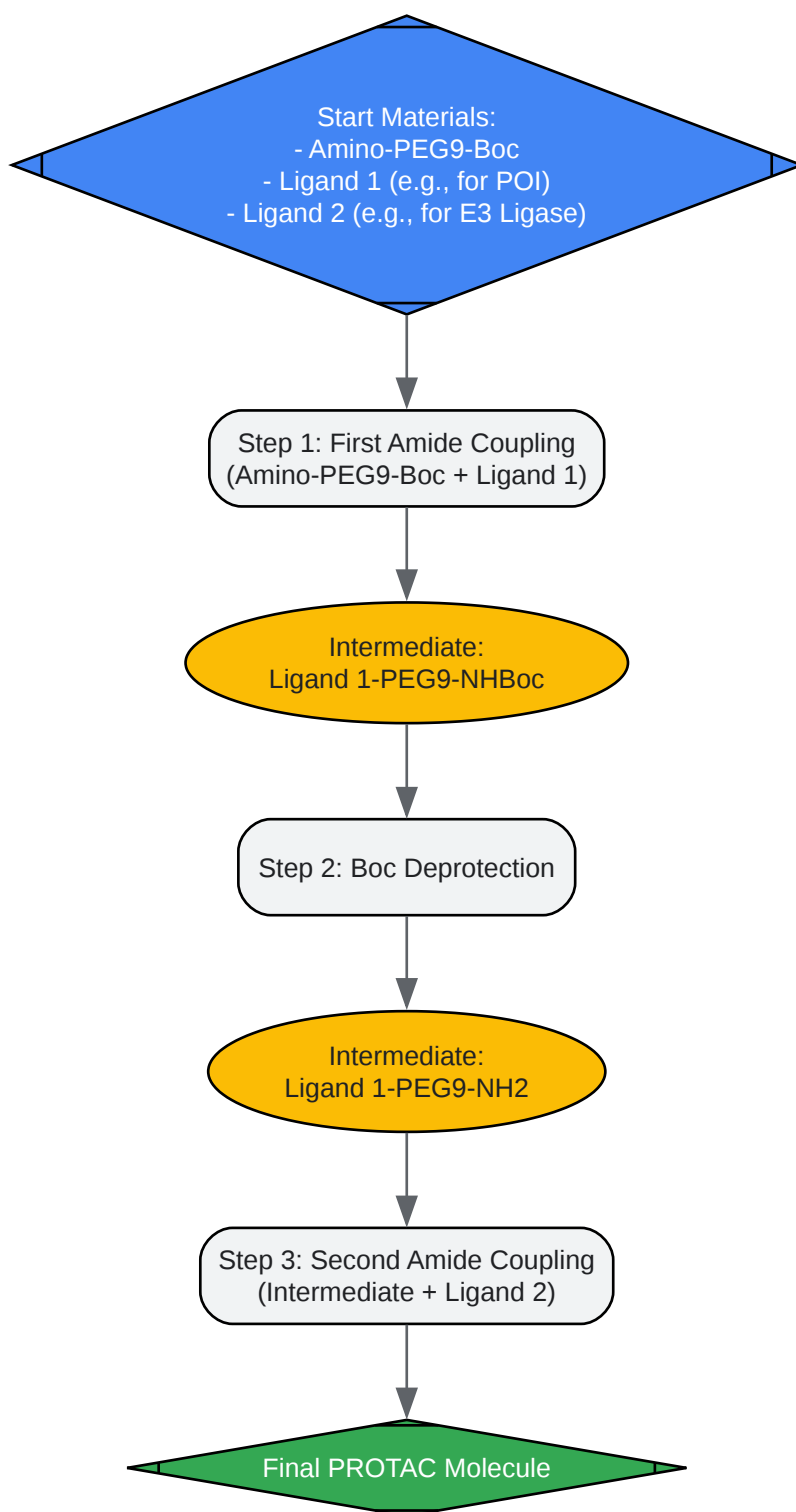 Start Materials:
- Amino-PEG9-Boc
- Ligand 1 (e.g., for POI)
- Ligand 2 (e.g., for E3 Ligase)
Step 1: First Amide Coupling
(Amino-PEG9-Boc + Ligand 1)
Intermediate:
Ligand 1-PEG9-NHBoc
Step 2: Boc Deprotection
Intermediate:
Ligand 1-PEG9-NH2
Step 3: Second Amide Coupling
(Intermediate + Ligand 2)
Final PROTAC Molecule